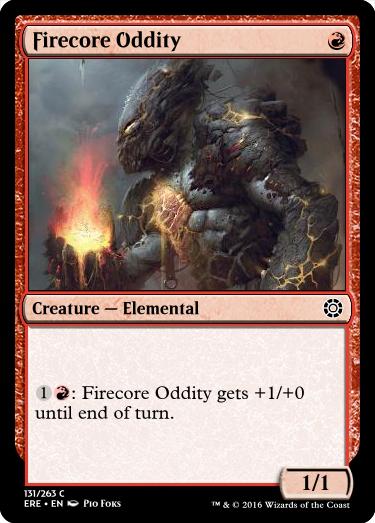 Firecore Oddity
Creature — Elemental
1 : Firecore Oddity gets +1/+0
until end of turn.
1/1
131/263 C
ERE • EN Pio Foks
™ & © 2016 Wizards of the Coast